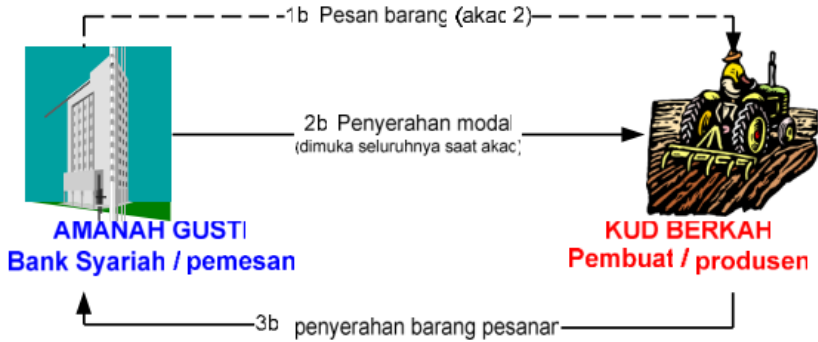 1b Pesan barang (akad 2)
2b Penyerahan modal
(dimuka seluruhnya saat akad)
AMANAH GUSTI
Bank Syariah / pemesan
KUD BERKAH
Pembuat / produsen
3b penyerahan barang pesanan